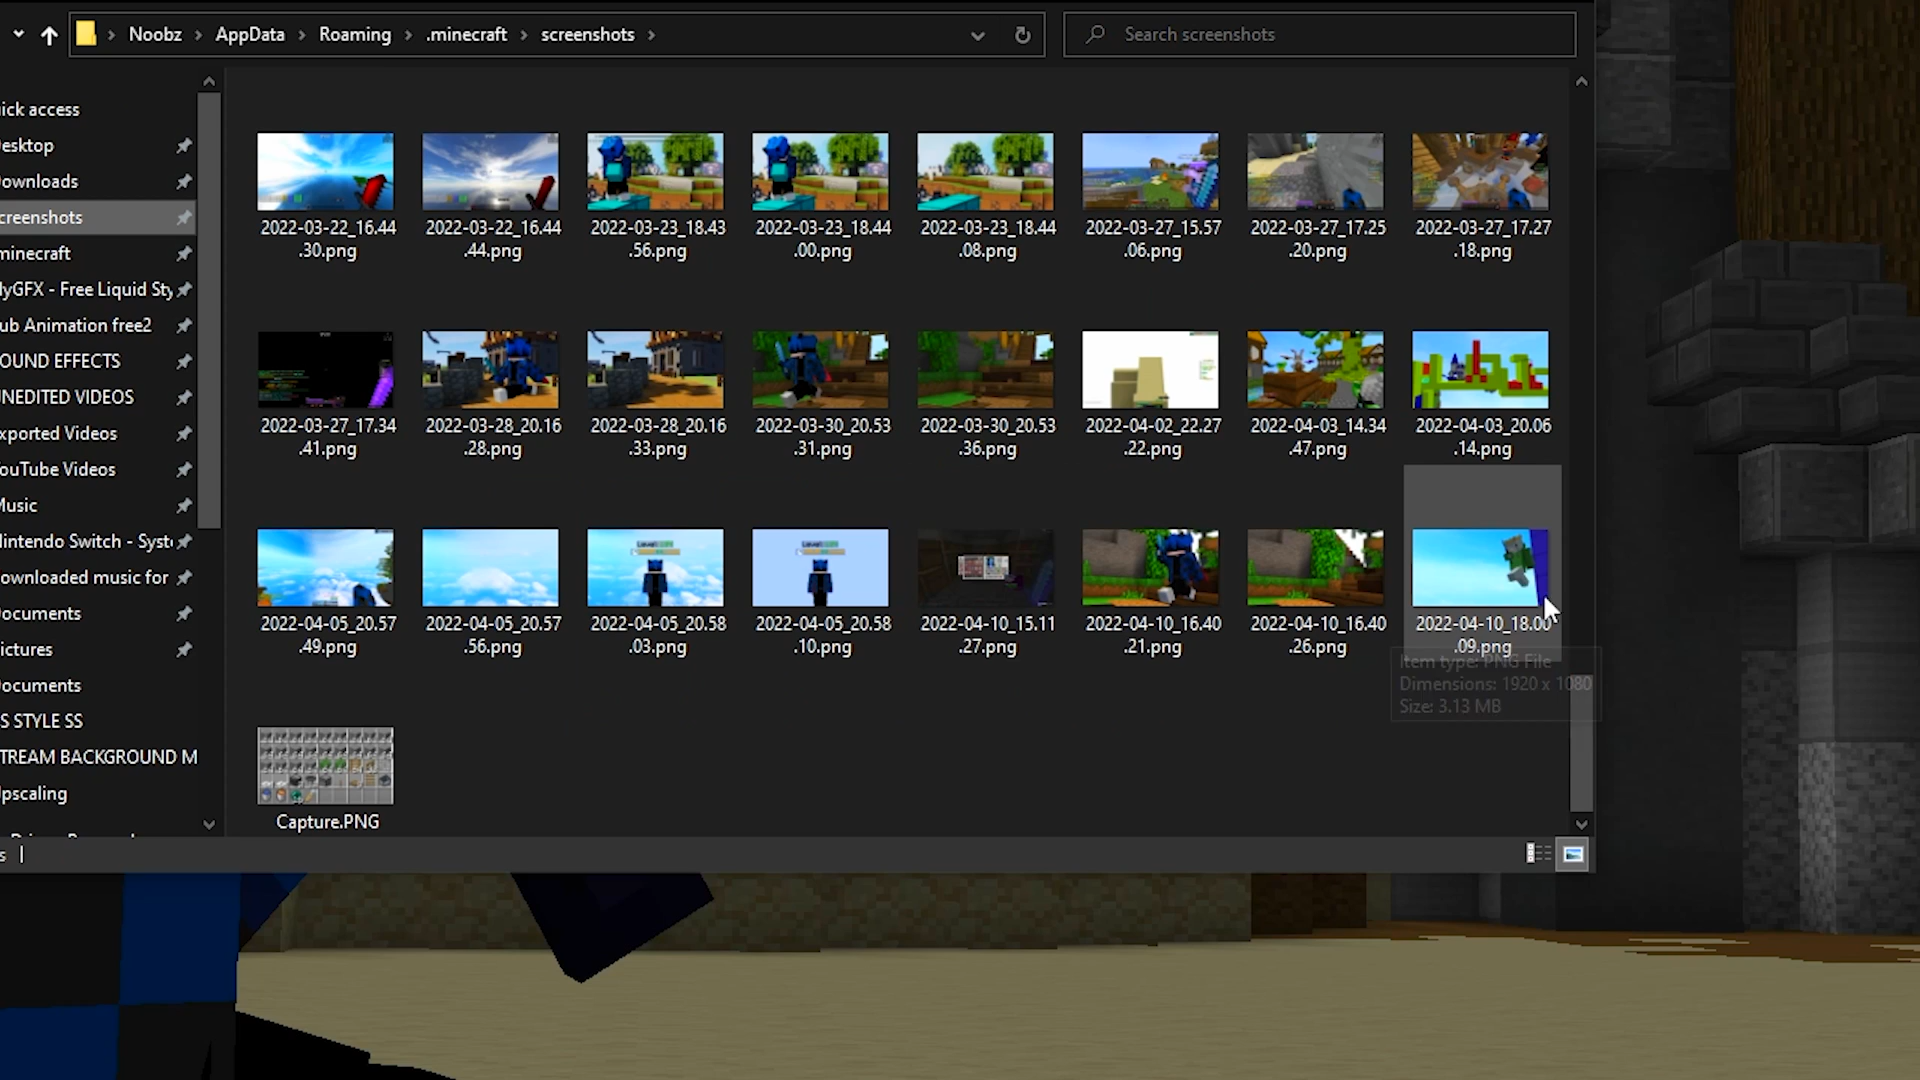 Noobz > AppData > Roaming > .minecraft > screenshots >
Search screenshots
ick access
esktop
ownloads
creenshots
minecraft
lyGFX - Free Liquid Sty
ub Animation free2
OUND EFFECTS
NEDITED VIDEOS
xported Videos
ouTube Videos
Music
Nintendo Switch - Syst
ownloaded music for
ocuments
ictures
ocuments
S STYLE SS
TREAM BACKGROUND M
pscaling
2022-03-22_16.44.30.png
2022-03-22_16.44.44.png
2022-03-23_18.43.56.png
2022-03-23_18.44.00.png
2022-03-23_18.44.08.png
2022-03-27_15.57.06.png
2022-03-27_17.25.20.png
2022-03-27_17.27.18.png
2022-03-27_17.34.41.png
2022-03-28_20.16.28.png
2022-03-28_20.16.33.png
2022-03-30_20.53.31.png
2022-03-30_20.53.36.png
2022-04-02_22.27.22.png
2022-04-03_14.34.47.png
2022-04-03_20.06.14.png
2022-04-05_20.57.49.png
2022-04-05_20.57.56.png
2022-04-05_20.58.03.png
2022-04-05_20.58.10.png
2022-04-10_15.11.27.png
2022-04-10_16.40.21.png
2022-04-10_16.40.26.png
2022-04-10_18.00.09.png
Item type: PNG File
Dimensions: 1920 x 1080
Size: 3.13 MB
Capture.PNG
s